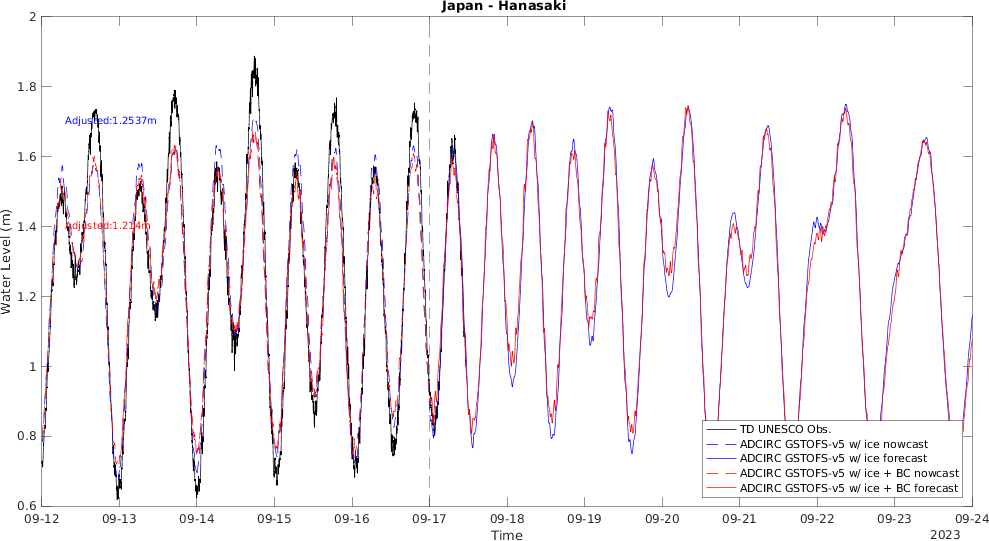 Japan - Hanasaki
2
1.8
1.6
1.4
1.2
1
0.8
0.6
Water Level (m)
Adjusted:1.2537m
Adjusted:1.214m
TD UNESCO Obs.
ADCIRC GSTOFS-v5 w/ ice nowcast
ADCIRC GSTOFS-v5 w/ ice forecast
ADCIRC GSTOFS-v5 w/ ice + BC nowcast
ADCIRC GSTOFS-v5 w/ ice + BC forecast
09-12 09-13 09-14 09-15 09-16 09-17 09-18 09-19 09-20 09-21 09-22 09-23 09-24
Time
2023